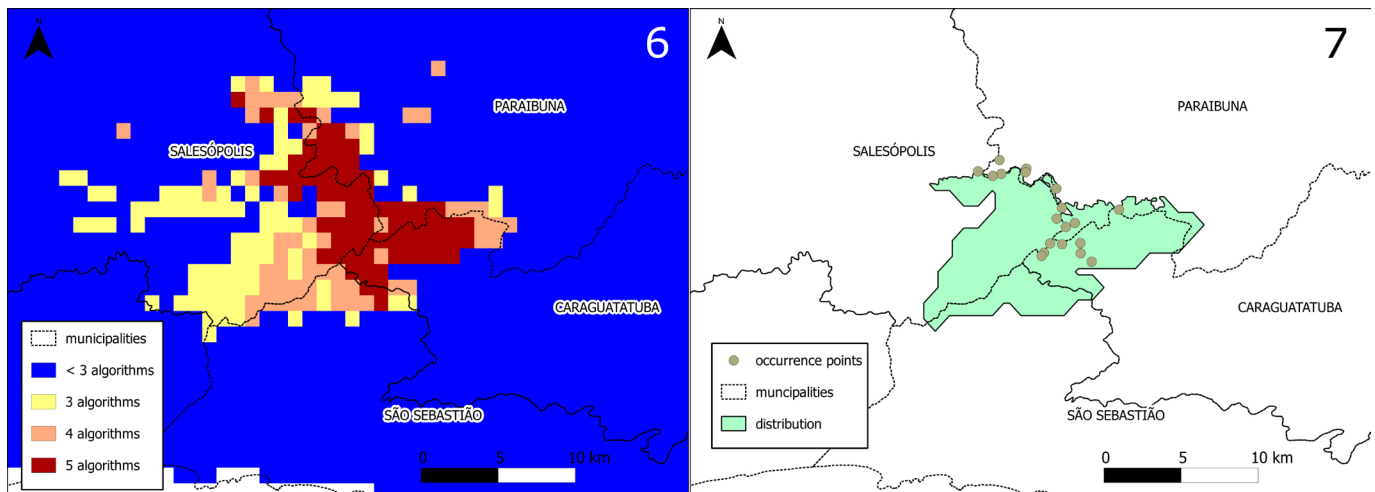 N
6
PARAIBUNA
SALESÓPOLIS
CARAGUATATUBA
SÃO SEBASTIÃO
municipalities
< 3 algorithms
3 algorithms
4 algorithms
5 algorithms
0 5 10 km
N
7
PARAIBUNA
SALESÓPOLIS
CARAGUATATUBA
SÃO SEBASTIÃO
occurrence points
muncipalities
distribution
0 5 10 km